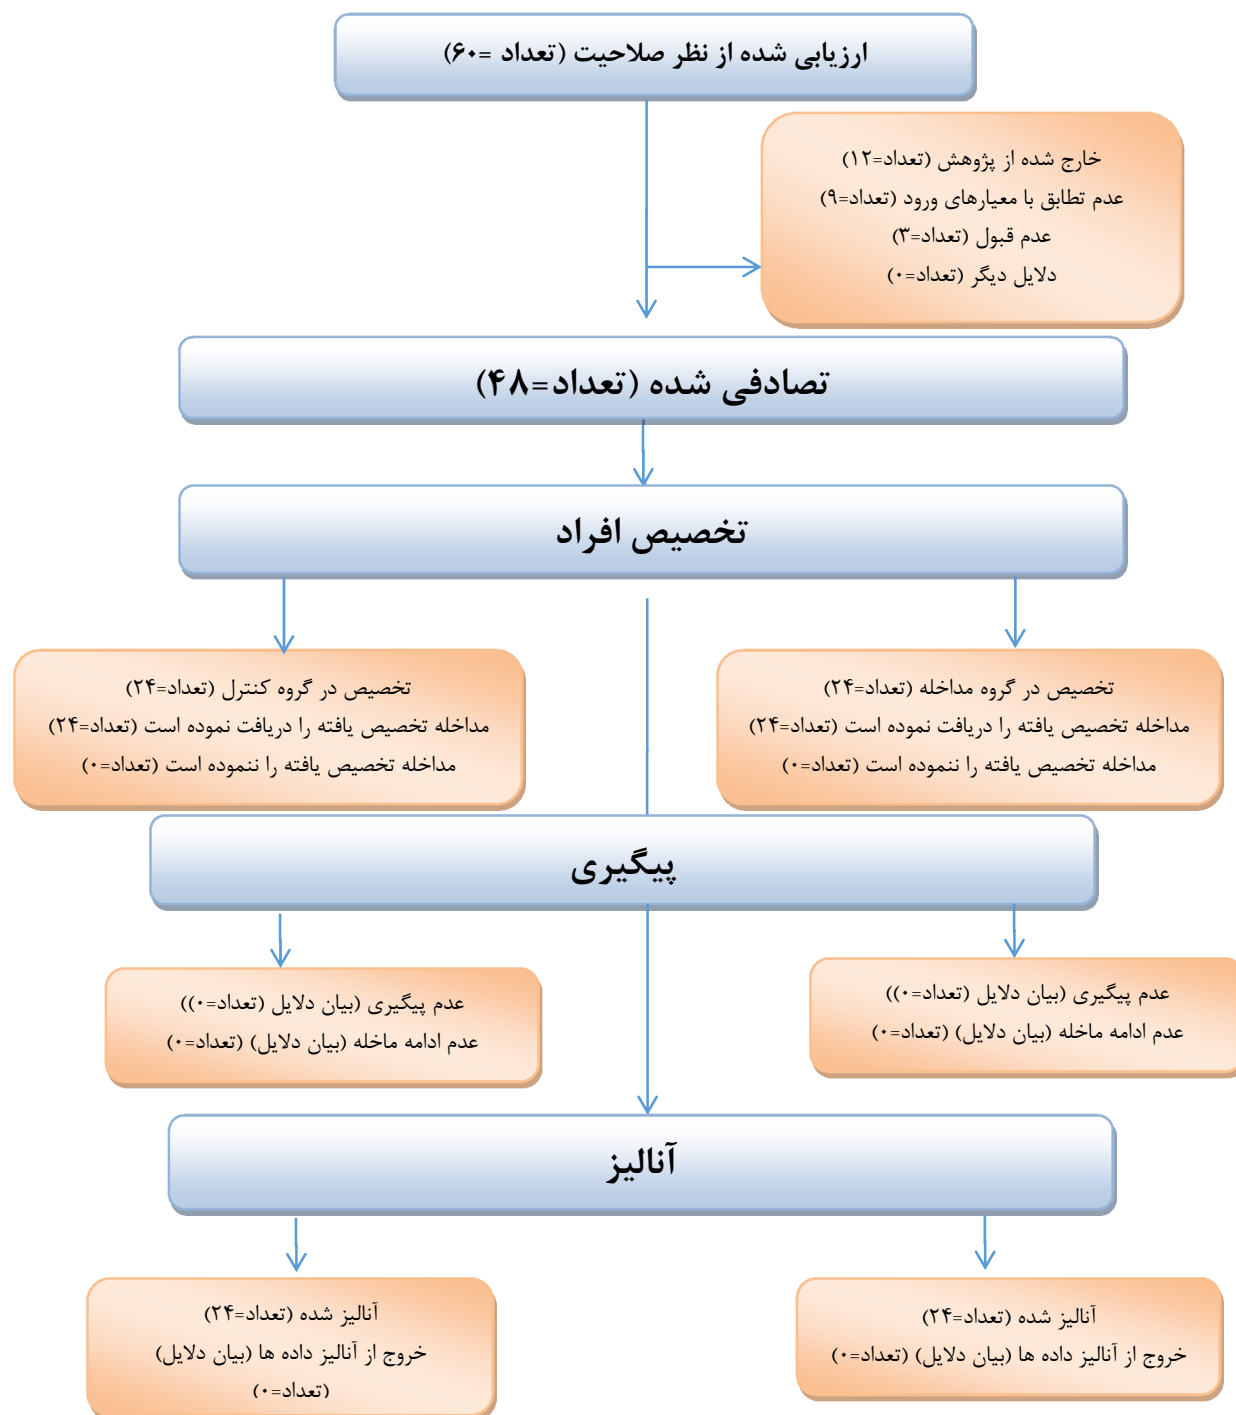 ارزیابی شده از نظر صلاحیت (تعداد =۶۰)
خارج شده از پژوهش (تعداد=۱۲)
عدم تطابق با معیارهای ورود (تعداد=۹)
عدم قبول (تعداد=۳)
دلایل دیگر (تعداد=۰)
تصادفی شده (تعداد=۴۸)
تخصیص افراد
تخصیص در گروه مداخله (تعداد=۲۴)
مداخله تخصیص یافته را دریافت نموده است (تعداد=۲۴)
مداخله تخصیص یافته را ننموده است (تعداد=۰)
تخصیص در گروه کنترل (تعداد=۲۴)
مداخله تخصیص یافته را دریافت نموده است (تعداد=۲۴)
مداخله تخصیص یافته را ننموده است (تعداد=۰)
پیگیری
عدم پیگیری (بیان دلایل (تعداد=۰))
عدم ادامه ماخله (بیان دلایل) (تعداد=۰)
عدم پیگیری (بیان دلایل (تعداد=۰))
عدم ادامه ماخله (بیان دلایل) (تعداد=۰)
آنالیز
آنالیز شده (تعداد=۲۴)
خروج از آنالیز داده ها (بیان دلایل) (تعداد=۰)
آنالیز شده (تعداد=۲۴)
خروج از آنالیز داده ها (بیان دلایل)
(تعداد=۰)